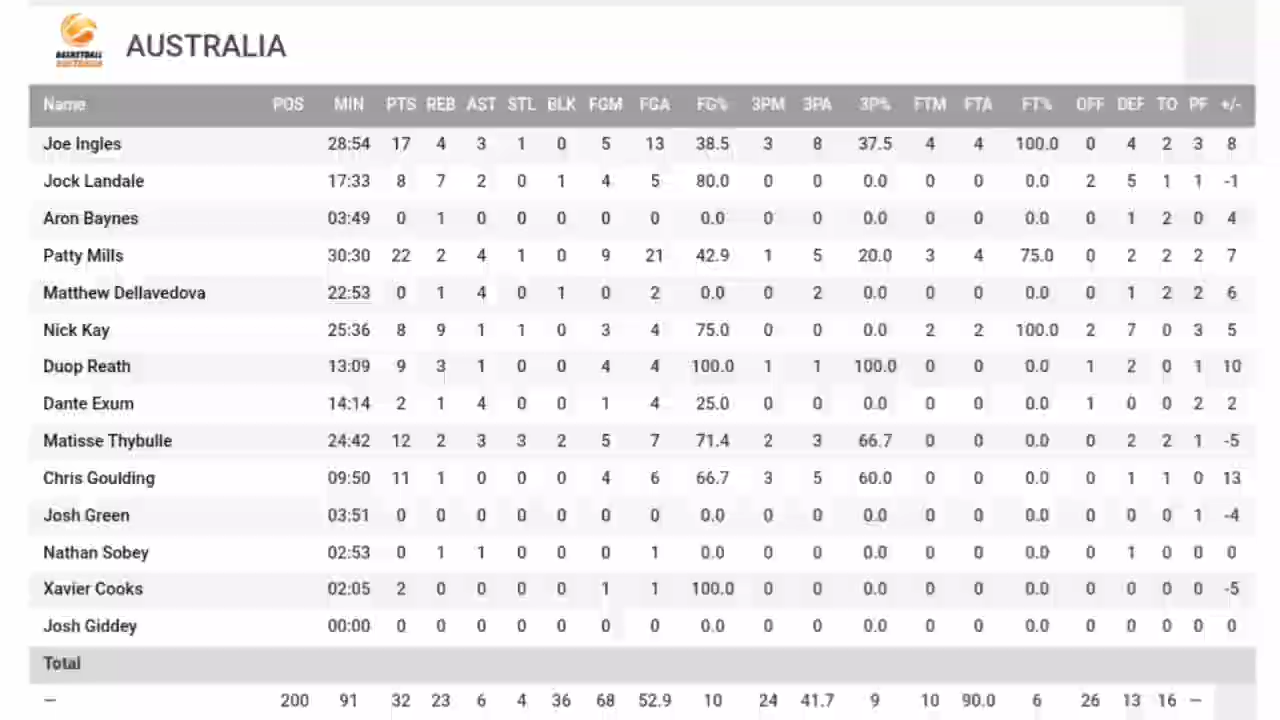 BASKETBALL
AUSTRALIA
AUSTRALIA
Name POS MIN PTS REB AST STL BLK FGM FGA FG% 3PM 3PA 3P% FTM FTA FT% OFF DEF TO PF +/-
Joe Ingles 28:54 17 4 3 1 0 5 13 38.5 3 8 37.5 4 4 100.0 0 4 2 3 8
Jock Landale 17:33 8 7 2 0 1 4 5 80.0 0 0 0.0 0 0 0.0 2 5 1 1 -1
Aron Baynes 03:49 0 1 0 0 0 0 0 0.0 0 0 0.0 0 0 0.0 0 1 2 0 4
Patty Mills 30:30 22 2 4 1 0 9 21 42.9 1 5 20.0 3 4 75.0 0 2 2 2 7
Matthew Dellavedova 22:53 0 1 4 0 1 0 2 0.0 0 2 0.0 0 0 0.0 0 1 2 2 6
Nick Kay 25:36 8 9 1 1 0 3 4 75.0 0 0 0.0 2 2 100.0 2 7 0 3 5
Duop Reath 13:09 9 3 1 0 0 4 4 100.0 1 1 100.0 0 0 0.0 1 2 0 1 10
Dante Exum 14:14 2 1 4 0 0 1 4 25.0 0 0 0.0 0 0 0.0 1 0 0 2 2
Matisse Thybulle 24:42 12 2 3 3 2 5 7 71.4 2 3 66.7 0 0 0.0 0 2 2 1 -5
Chris Goulding 09:50 11 1 0 0 0 4 6 66.7 3 5 60.0 0 0 0.0 0 1 1 0 13
Josh Green 03:51 0 0 0 0 0 0 0 0.0 0 0 0.0 0 0 0.0 0 0 0 1 -4
Nathan Sobey 02:53 0 1 1 0 0 0 1 0.0 0 0 0.0 0 0 0.0 0 1 0 0 0
Xavier Cooks 02:05 2 0 0 0 0 1 1 100.0 0 0 0.0 0 0 0.0 0 0 0 0 -5
Josh Giddey 00:00 0 0 0 0 0 0 0 0.0 0 0 0.0 0 0 0.0 0 0 0 0 0
Total
– 200 91 32 23 6 4 36 68 52.9 10 24 41.7 9 10 90.0 6 26 13 16 –